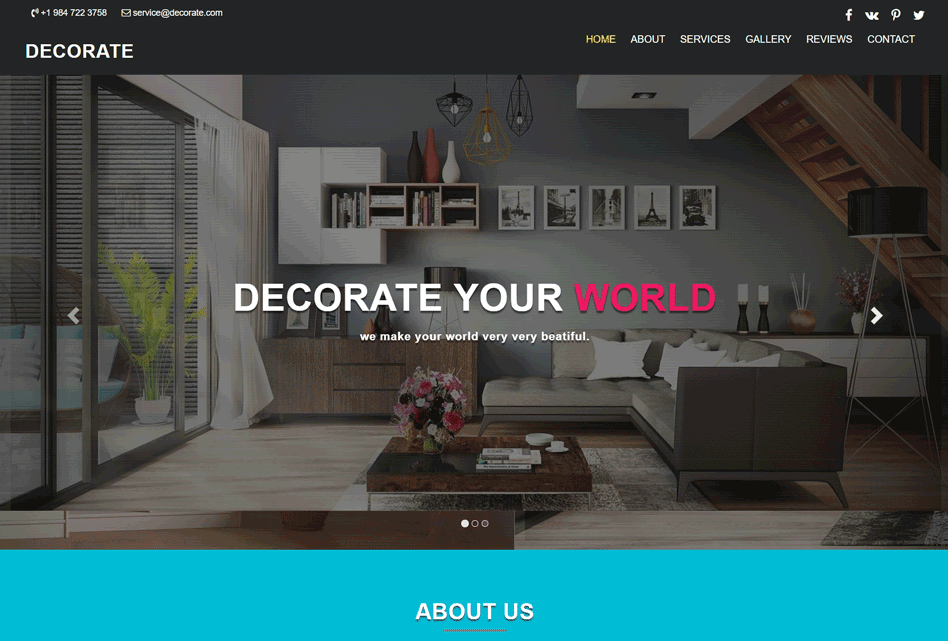 +1 984 722 3758 service@decorate.com
DECORATE
HOME ABOUT SERVICES GALLERY REVIEWS CONTACT
DECORATE YOUR WORLD
we make your world very very beatiful.
ABOUT US